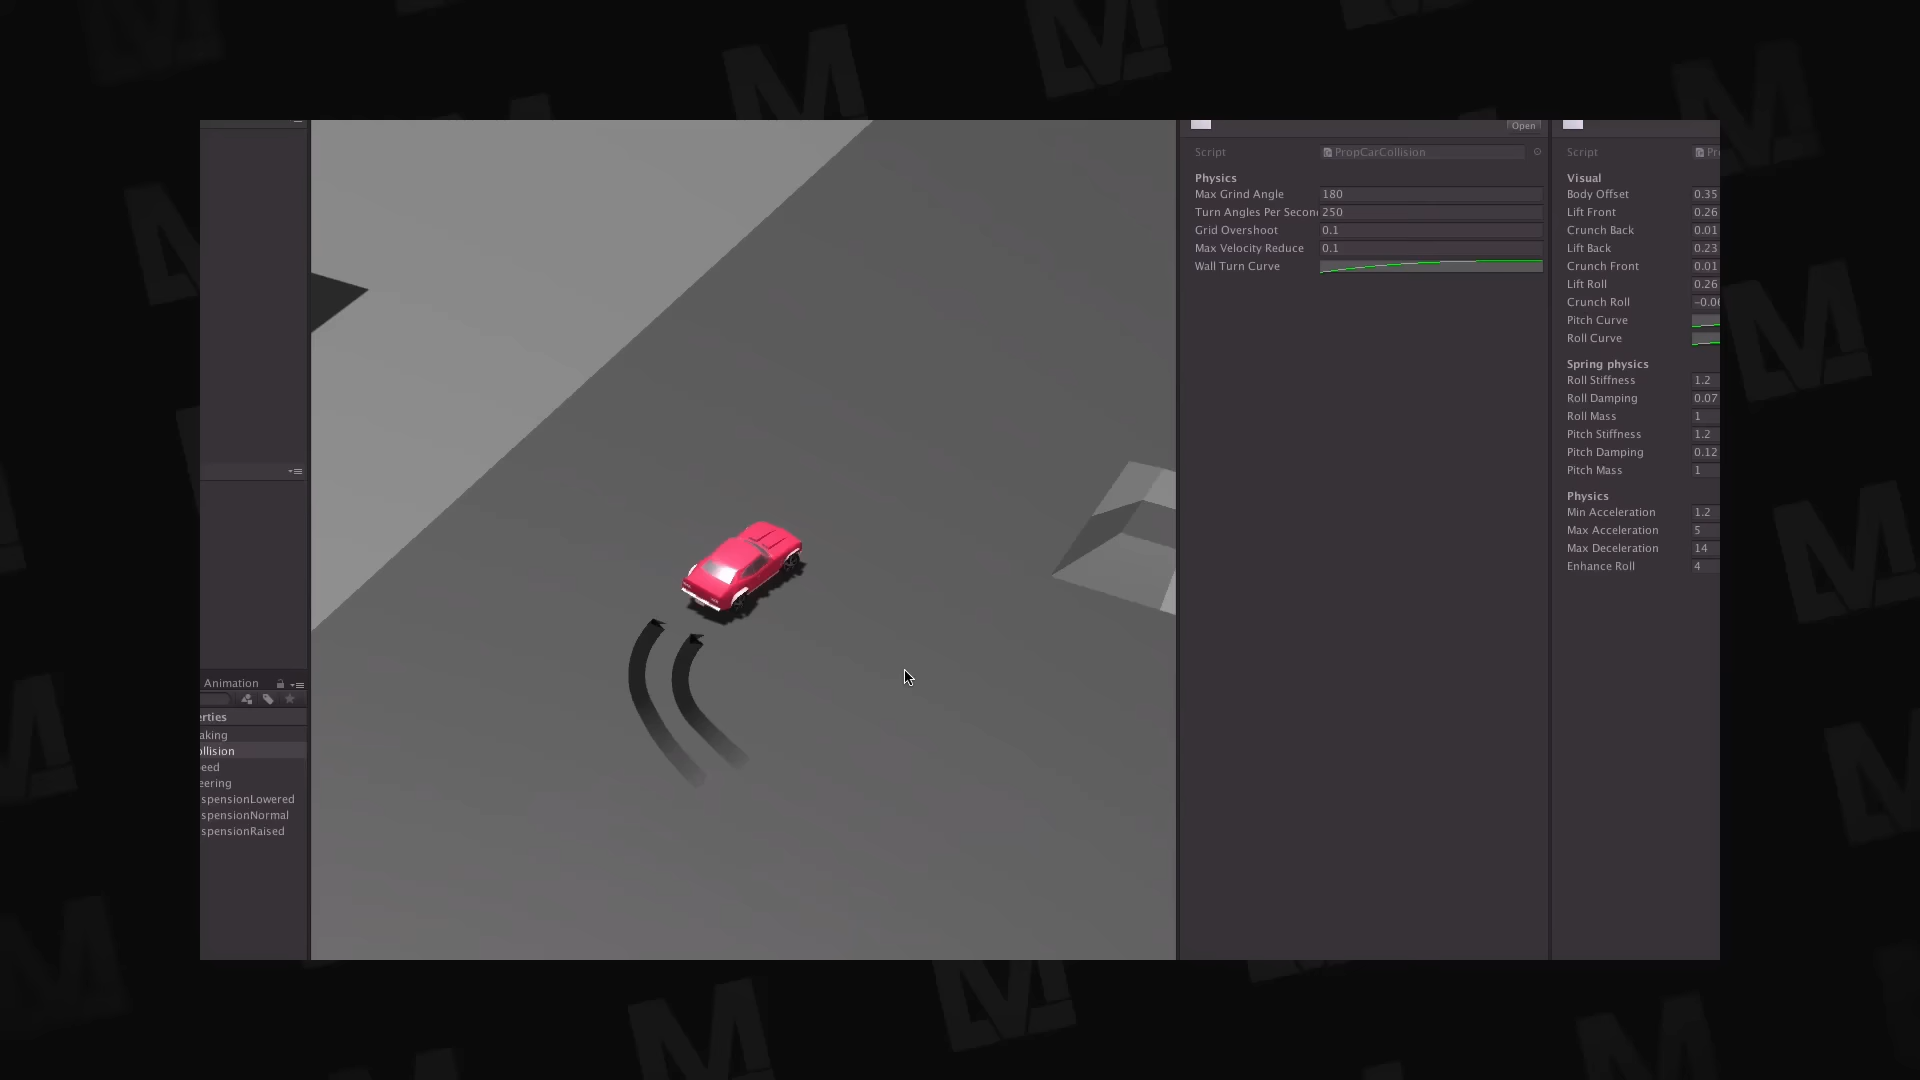 Animation
erties
aking
ollision
eed
eering
spensionLowered
spensionNormal
spensionRaised
Open
Script PropCarCollision
Physics
Max Grind Angle 180
Turn Angles Per Secon 250
Grid Overshoot 0.1
Max Velocity Reduce 0.1
Wall Turn Curve
Script Pr
Visual
Body Offset 0.35
Lift Front 0.26
Crunch Back 0.01
Lift Back 0.23
Crunch Front 0.01
Lift Roll 0.26
Crunch Roll -0.06
Pitch Curve
Roll Curve
Spring physics
Roll Stiffness 1.2
Roll Damping 0.07
Roll Mass 1
Pitch Stiffness 1.2
Pitch Damping 0.12
Pitch Mass 1
Physics
Min Acceleration 1.2
Max Acceleration 5
Max Deceleration 14
Enhance Roll 4